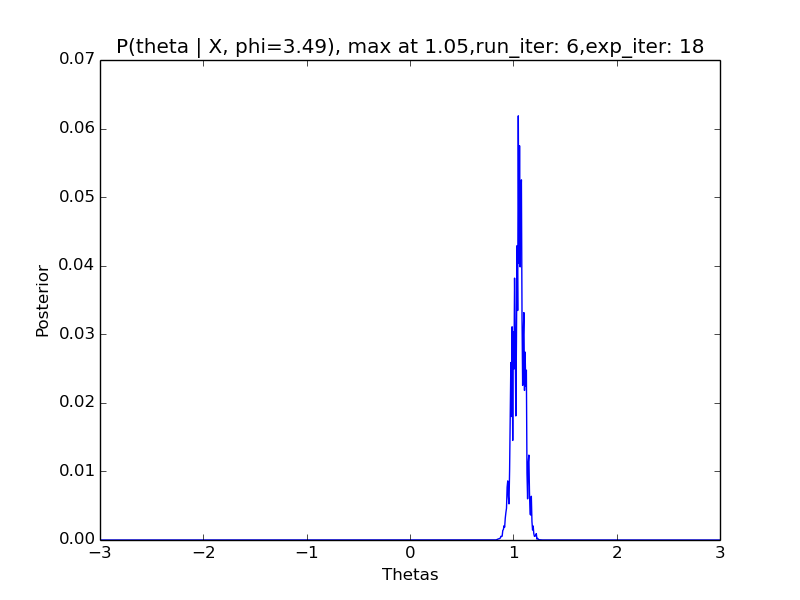 P(theta | X, phi=3.49), max at 1.05,run_iter: 6,exp_iter: 18
0.07
0.06
0.05
0.04
0.03
0.02
0.01
0.00
Posterior
−3 −2 −1 0 1 2 3
Thetas